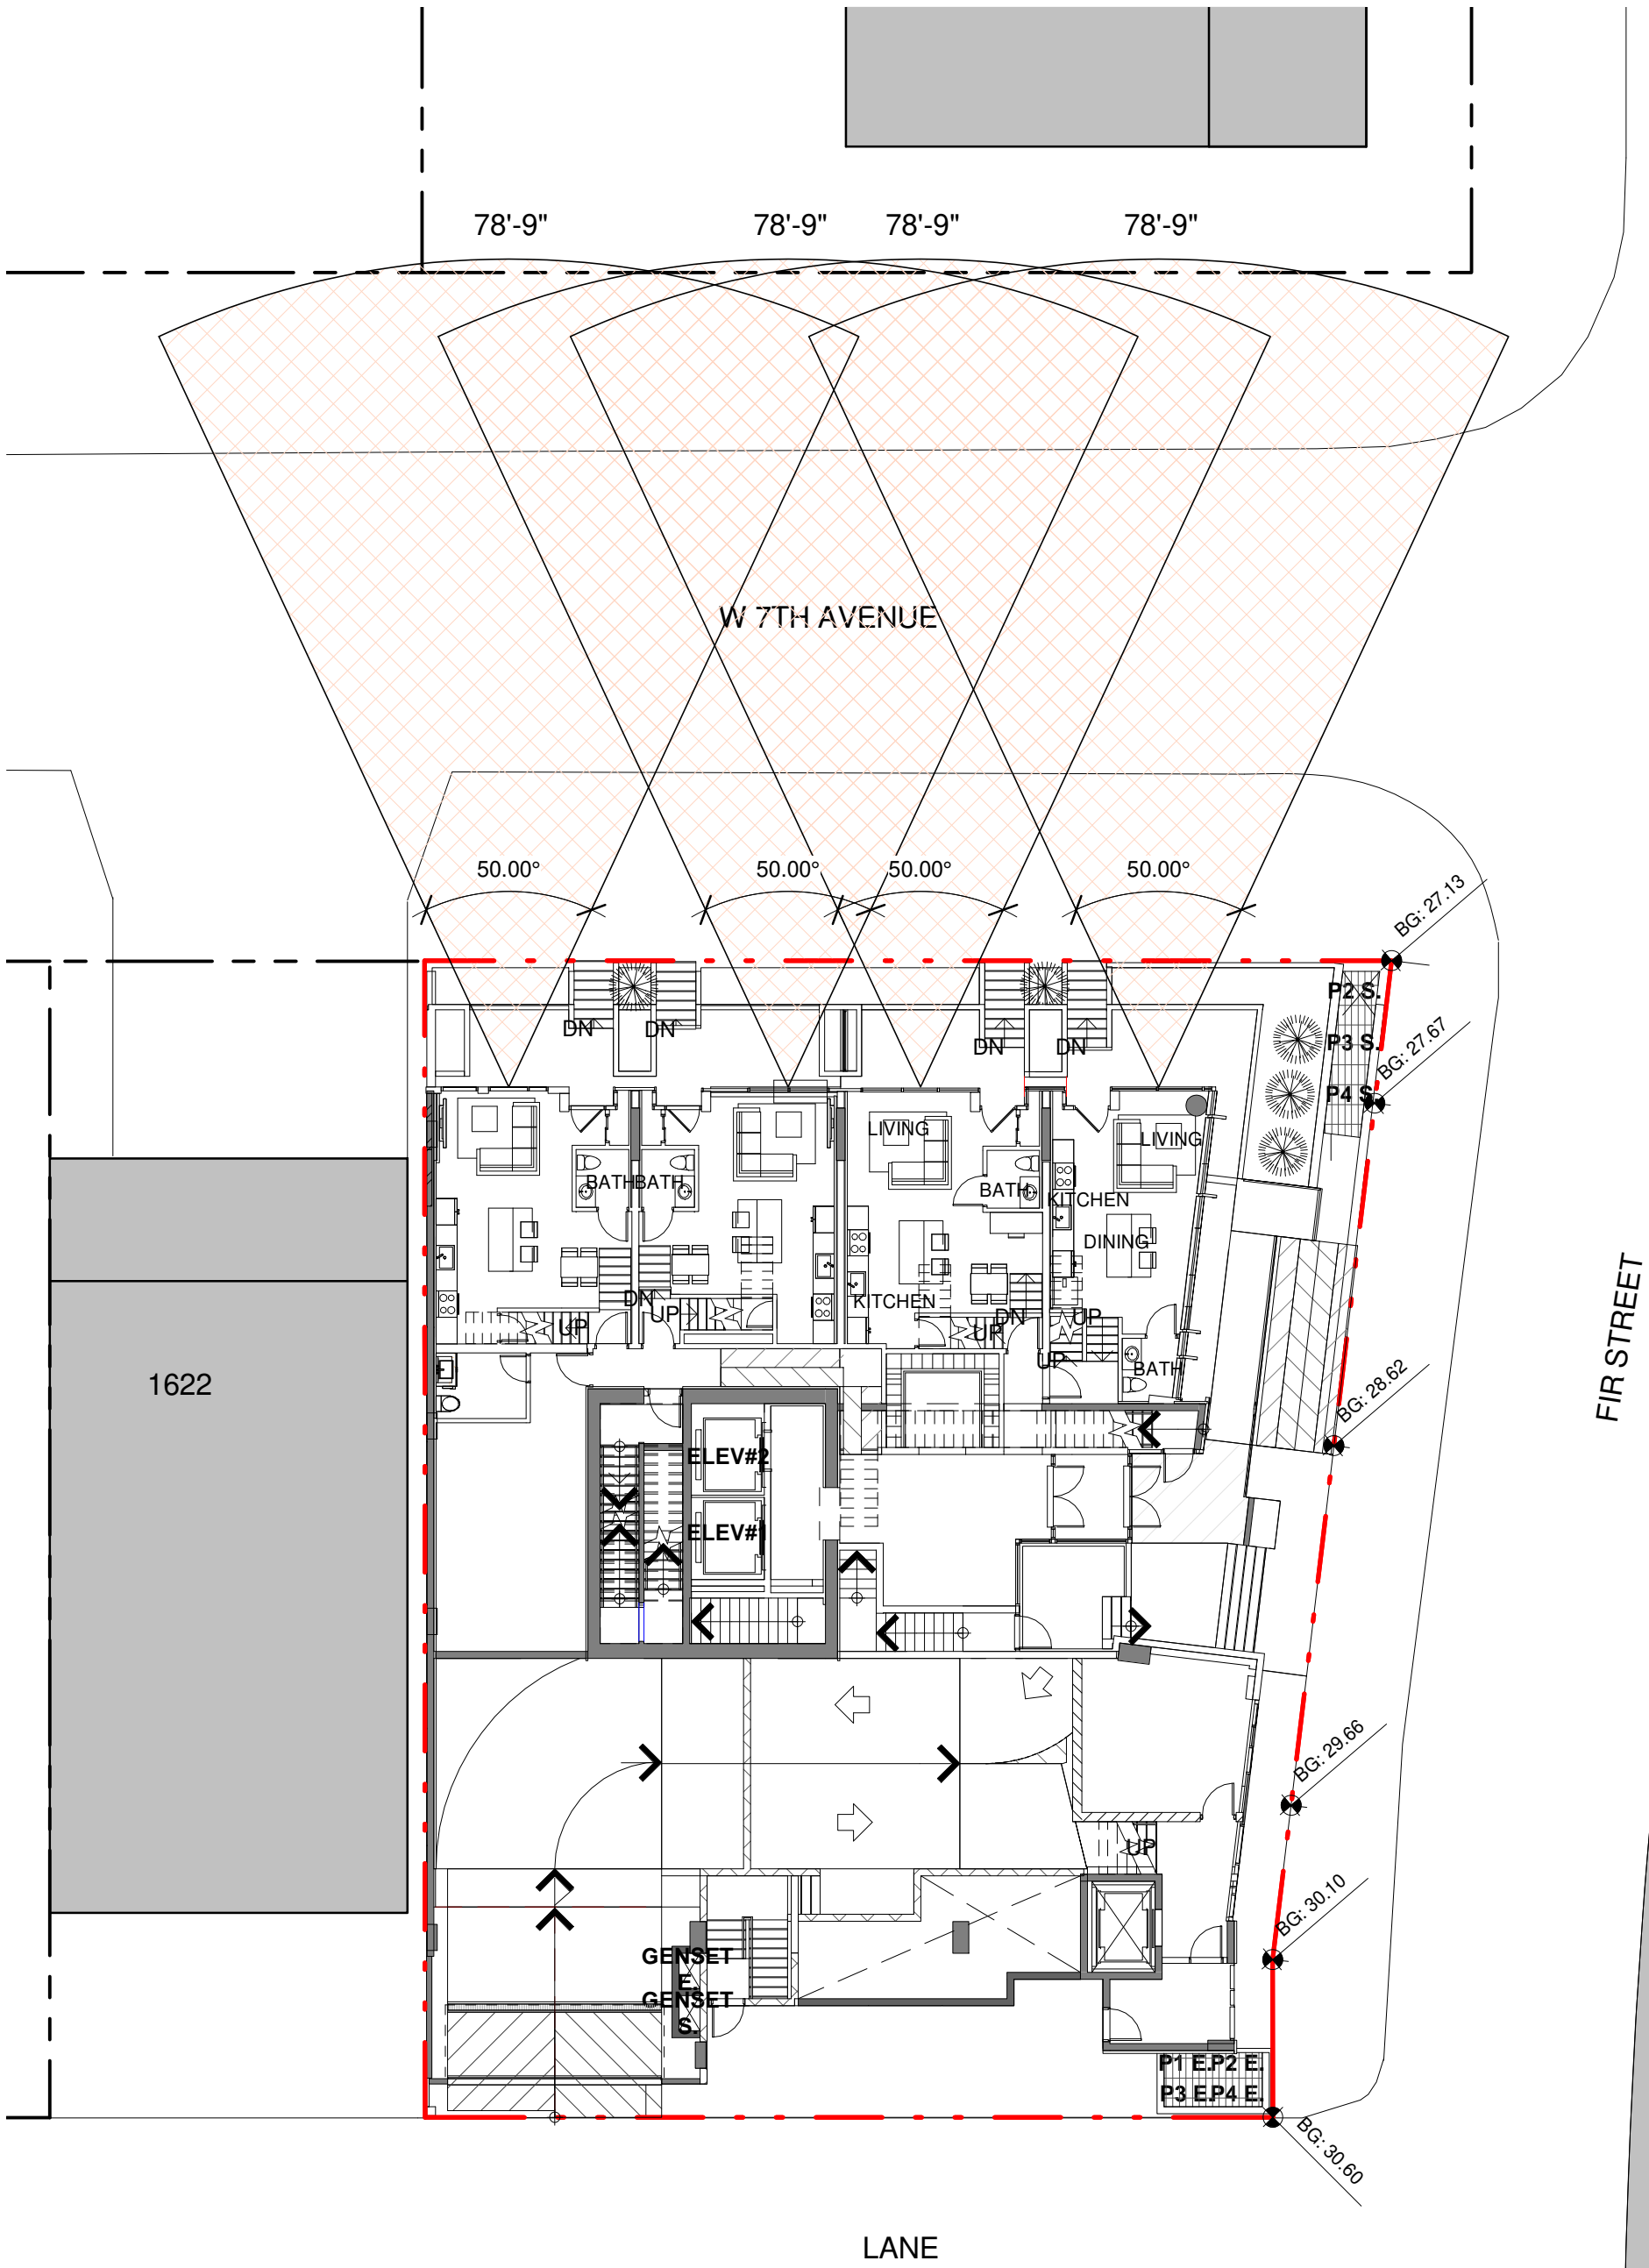 78'-9" 78'-9" 78'-9" 78'-9"
W 7TH AVENUE
50.00° 50.00° 50.00° 50.00°
BG: 27.13
P2 S.
DN DN DN DN
P3 S.
BG: 27.67
P4 S.
LIVING
LIVING
BATH BATH BATH
KITCHEN
DINING
KITCHEN
DN
UP UP UP DN UP
UP
BATH
1622
FIR STREET
BG: 28.62
ELEV#2
ELEV#1
BG: 29.66
UP
BG: 30.10
GENSET
E.
GENSET
S.
P1 E. P2 E.
P3 E. P4 E.
BG: 30.60
LANE